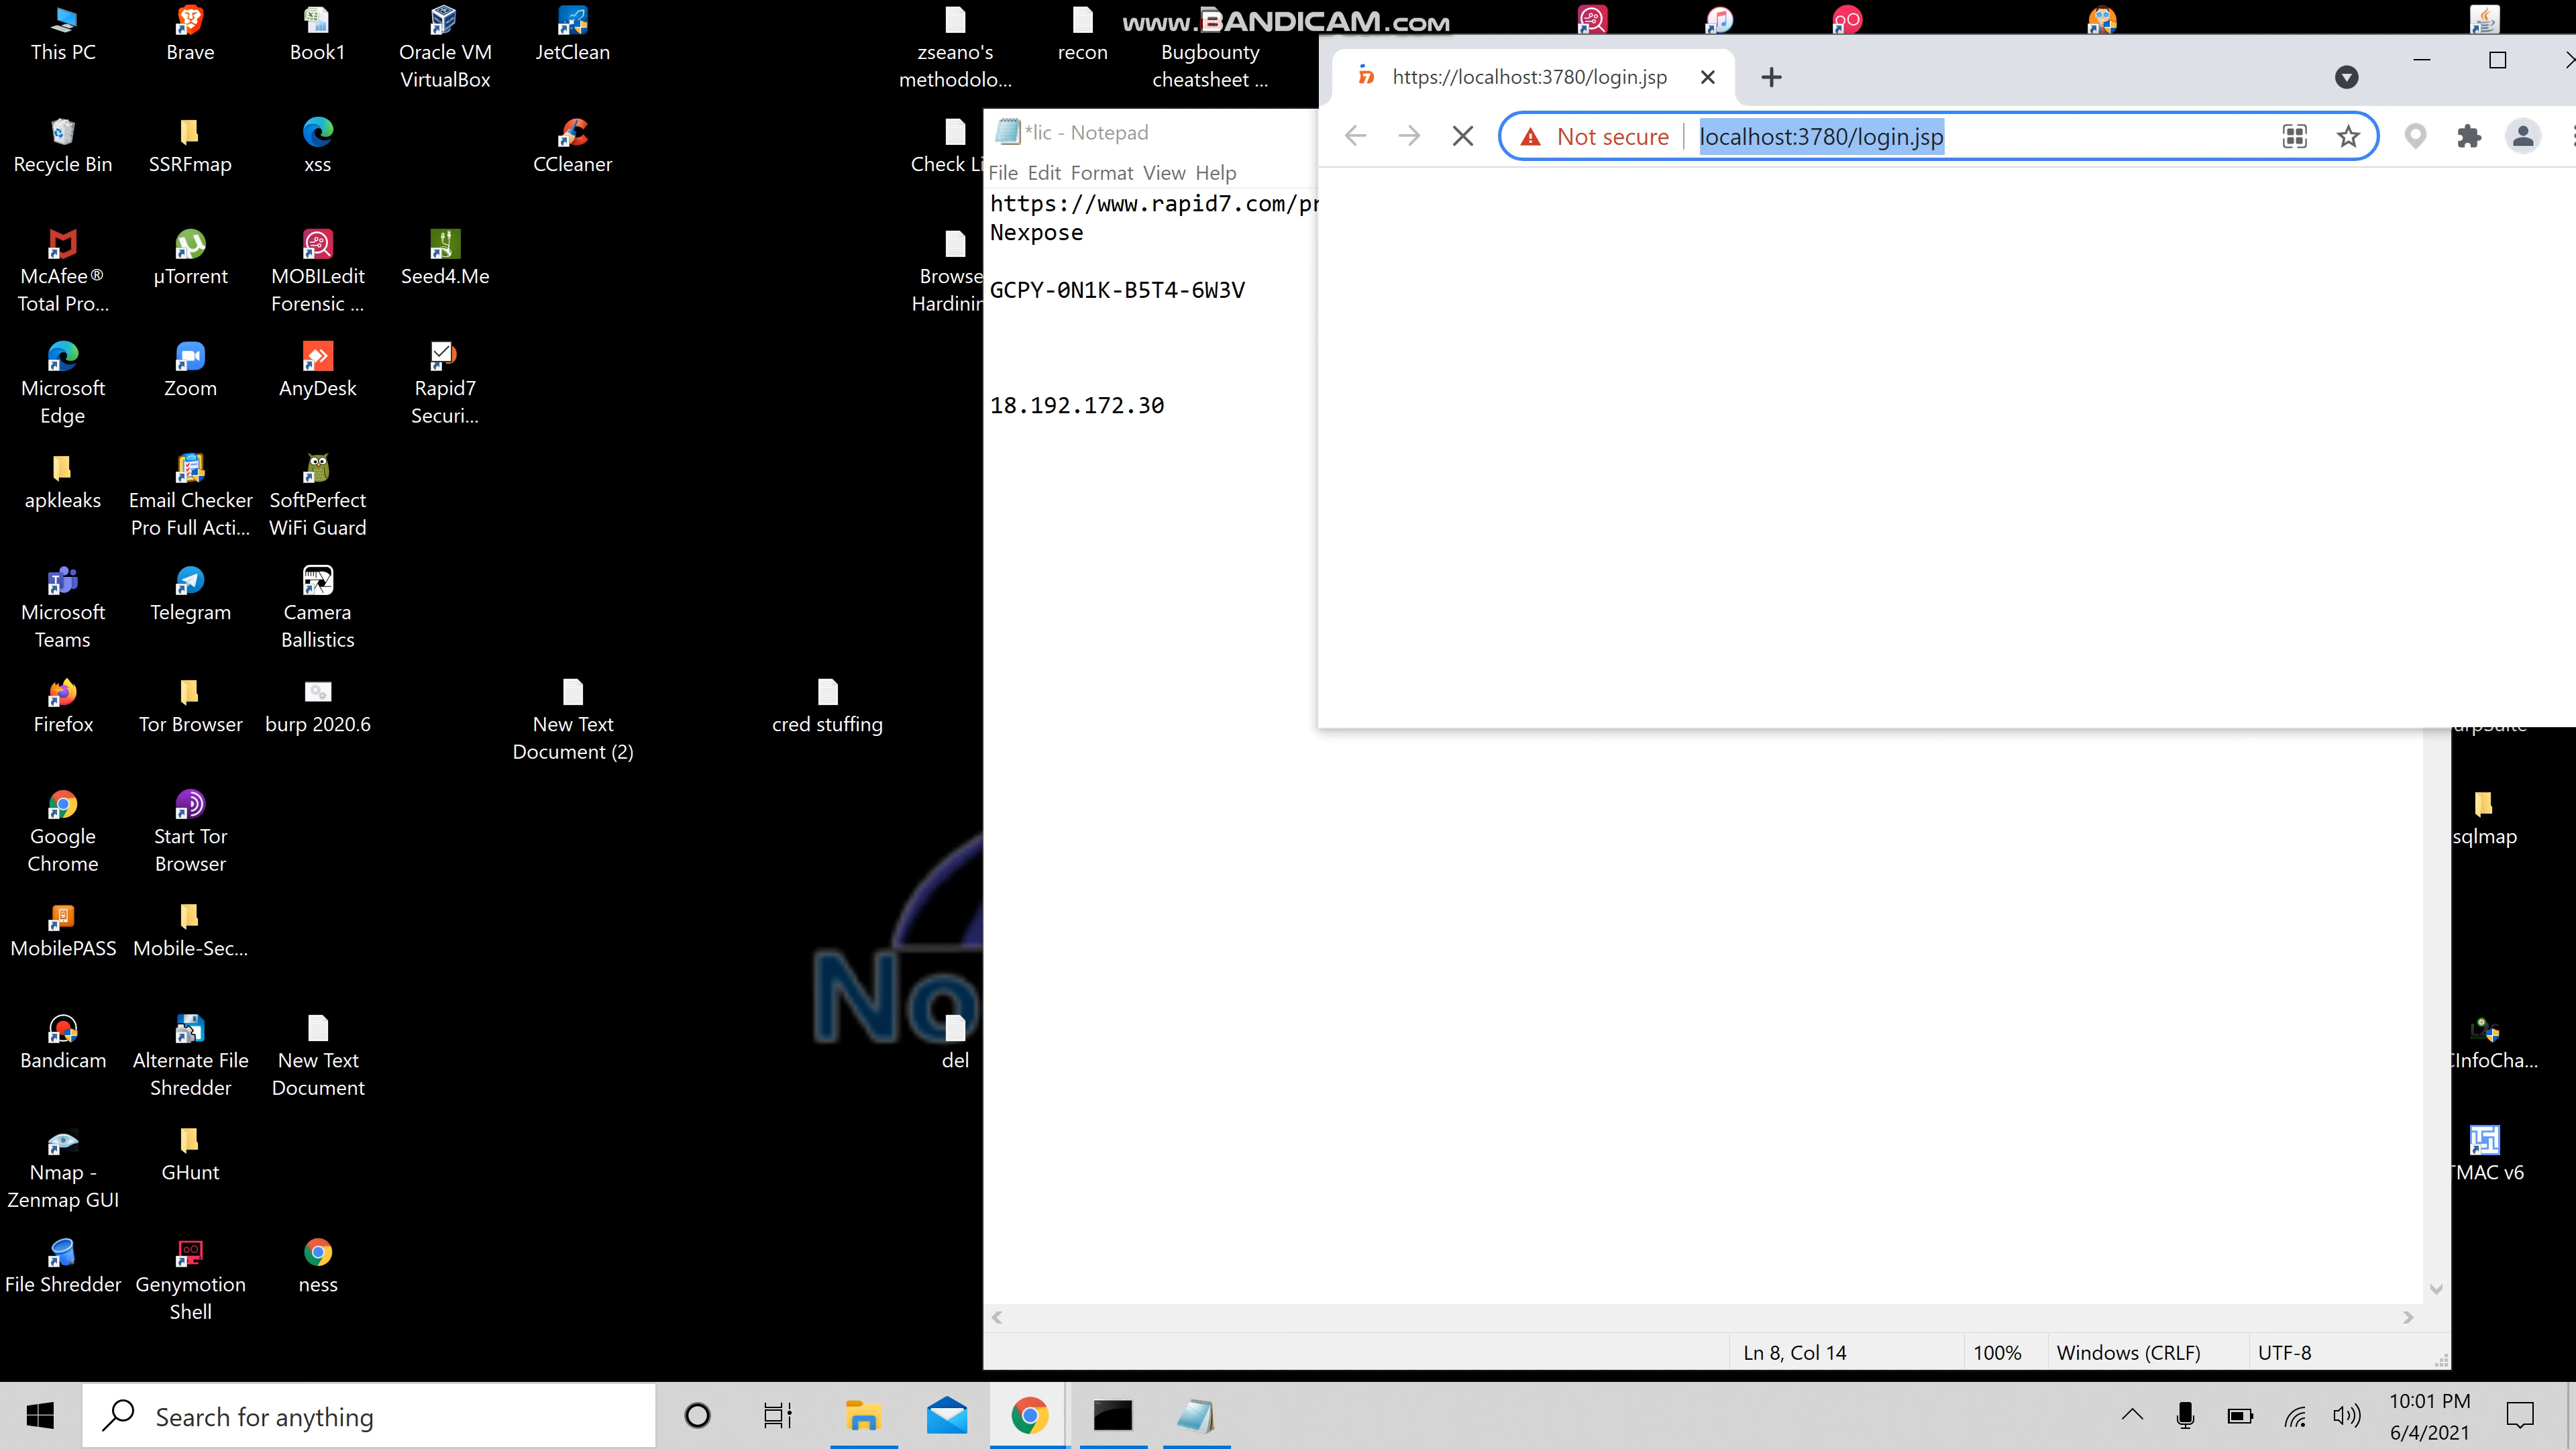 www.BANDICAM.com
This PC
Brave
Book1
Oracle VM
VirtualBox
JetClean
zseano's
methodolo...
recon
Bugbounty
cheatsheet ...
Recycle Bin
SSRFmap
xss
CCleaner
Check Li
McAfee®
Total Pro...
µTorrent
MOBILedit
Forensic ...
Seed4.Me
Browse
Hardinin
Microsoft
Edge
Zoom
AnyDesk
Rapid7
Securi...
apkleaks
Email Checker
Pro Full Acti...
SoftPerfect
WiFi Guard
Microsoft
Teams
Telegram
Camera
Ballistics
Firefox
Tor Browser
burp 2020.6
New Text
Document (2)
cred stuffing
Google
Chrome
Start Tor
Browser
MobilePASS
Mobile-Sec...
No
Bandicam
Alternate File
Shredder
New Text
Document
del
Nmap -
Zenmap GUI
GHunt
File Shredder
Genymotion
Shell
ness
*lic - Notepad
File Edit Format View Help
https://www.rapid7.com/pr
Nexpose
GCPY-0N1K-B5T4-6W3V
18.192.172.30
Ln 8, Col 14
100%
Windows (CRLF)
UTF-8
https://localhost:3780/login.jsp
Not secure
localhost:3780/login.jsp
sqlmap
InfoCha...
TMAC v6
Search for anything
10:01 PM
6/4/2021